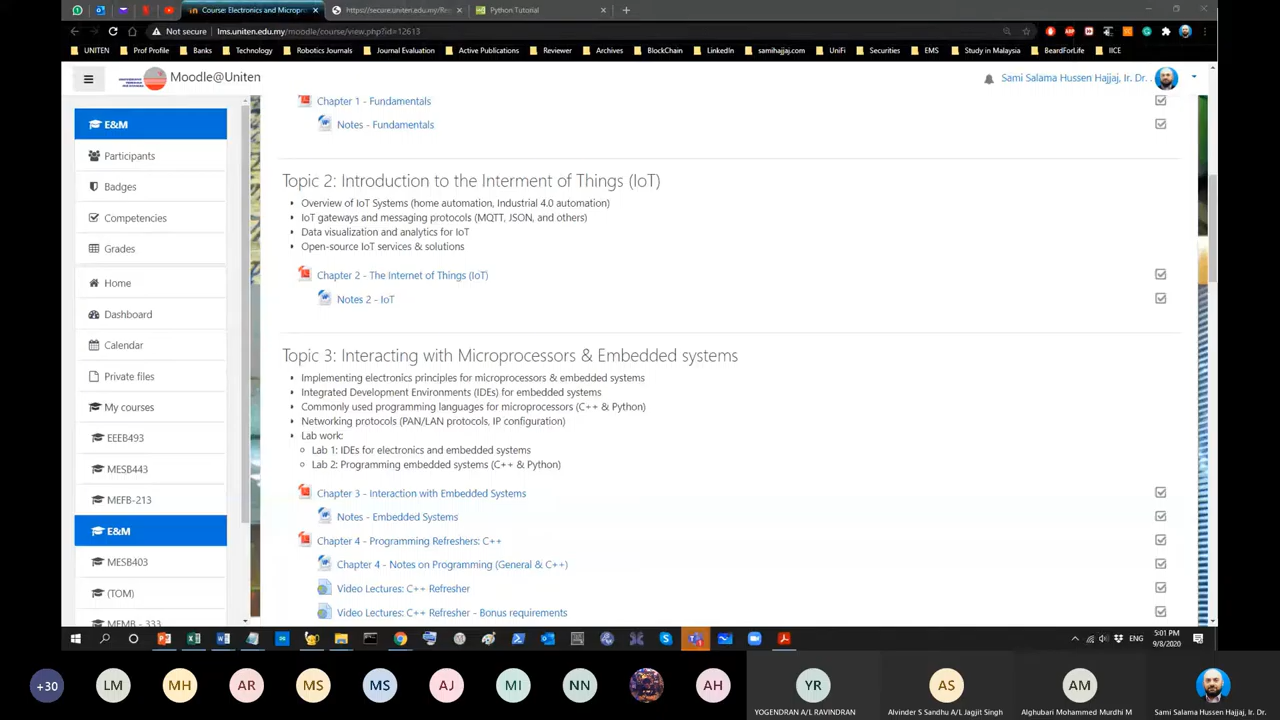 Course: Electronics and Microproc
https://secure.uniten.edu.my/Res
Python Tutorial
Not secure
lms.uniten.edu.my/moodle/course/view.php?id=12613
UNITEN
Prof Profile
Banks
Technology
Robotics Journals
Journal Evaluation
Active Publications
Reviewer
Archives
BlockChain
LinkedIn
samihajjaj.com
UniFi
Securities
EMS
Study in Malaysia
BeardForLife
IICE
Moodle@Uniten
Sami Salama Hussen Hajjaj, Ir. Dr. .
E&M
Participants
Badges
Competencies
Grades
Home
Dashboard
Calendar
Private files
My courses
EEEB493
MESB443
MEFB-213
E&M
MESB403
(TOM)
MEMB - 333
Chapter 1 - Fundamentals
Notes - Fundamentals
Topic 2: Introduction to the Interment of Things (IoT)
Overview of IoT Systems (home automation, Industrial 4.0 automation)
IoT gateways and messaging protocols (MQTT, JSON, and others)
Data visualization and analytics for IoT
Open-source IoT services & solutions
Chapter 2 - The Internet of Things (IoT)
Notes 2 - IoT
Topic 3: Interacting with Microprocessors & Embedded systems
Implementing electronics principles for microprocessors & embedded systems
Integrated Development Environments (IDEs) for embedded systems
Commonly used programming languages for microprocessors (C++ & Python)
Networking protocols (PAN/LAN protocols, IP configuration)
Lab work:
Lab 1: IDEs for electronics and embedded systems
Lab 2: Programming embedded systems (C++ & Python)
Chapter 3 - Interaction with Embedded Systems
Notes - Embedded Systems
Chapter 4 - Programming Refreshers: C++
Chapter 4 - Notes on Programming (General & C++)
Video Lectures: C++ Refresher
Video Lectures: C++ Refresher - Bonus requirements
ENG
5:01 PM
9/8/2020
+30
LM
MH
AR
MS
MS
AJ
MI
NN
AH
YR
AS
AM
YOGENDRAN A/L RAVINDRAN
Alvinder S Sandhu A/L Jagjit Singh
Alghubari Mohammed Murdhi M
Sami Salama Hussen Hajjaj, Ir. Dr.